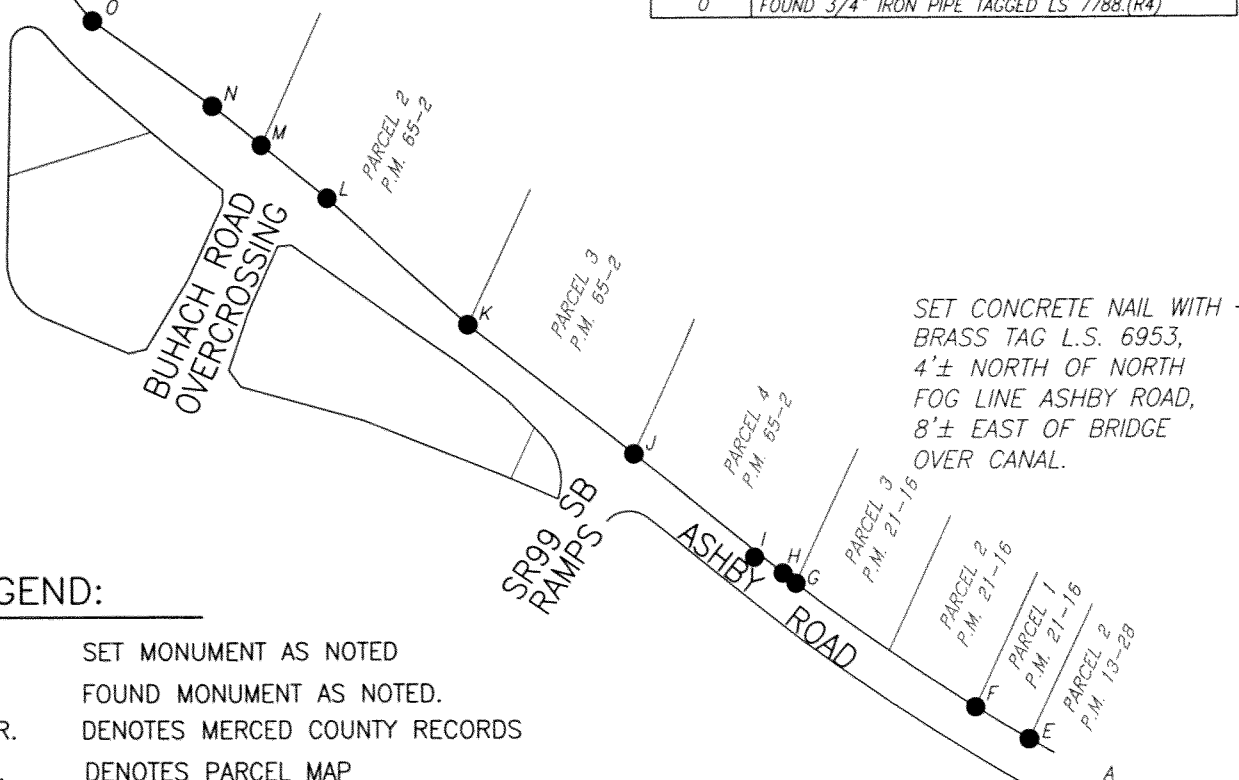 O FOUND 3/4" IRON PIPE TAGGED LS 7788.(R4)
O
N
M
L
PARCEL 2
P.M. 65-2
K
PARCEL 3
P.M. 65-2
BUHACH ROAD
OVERCROSSING
J
PARCEL 4
P.M. 65-2
SET CONCRETE NAIL WITH
BRASS TAG L.S. 6953,
4'± NORTH OF NORTH
FOG LINE ASHBY ROAD,
8'± EAST OF BRIDGE
OVER CANAL.
SR99 SB
RAMPS
ASHBY ROAD
I
H
G
PARCEL 3
P.M. 21-16
PARCEL 2
P.M. 21-16
F
PARCEL 1
P.M. 21-16
E
PARCEL 2
P.M. 13-28
A
GEND:
SET MONUMENT AS NOTED
FOUND MONUMENT AS NOTED.
R. DENOTES MERCED COUNTY RECORDS
. DENOTES PARCEL MAP